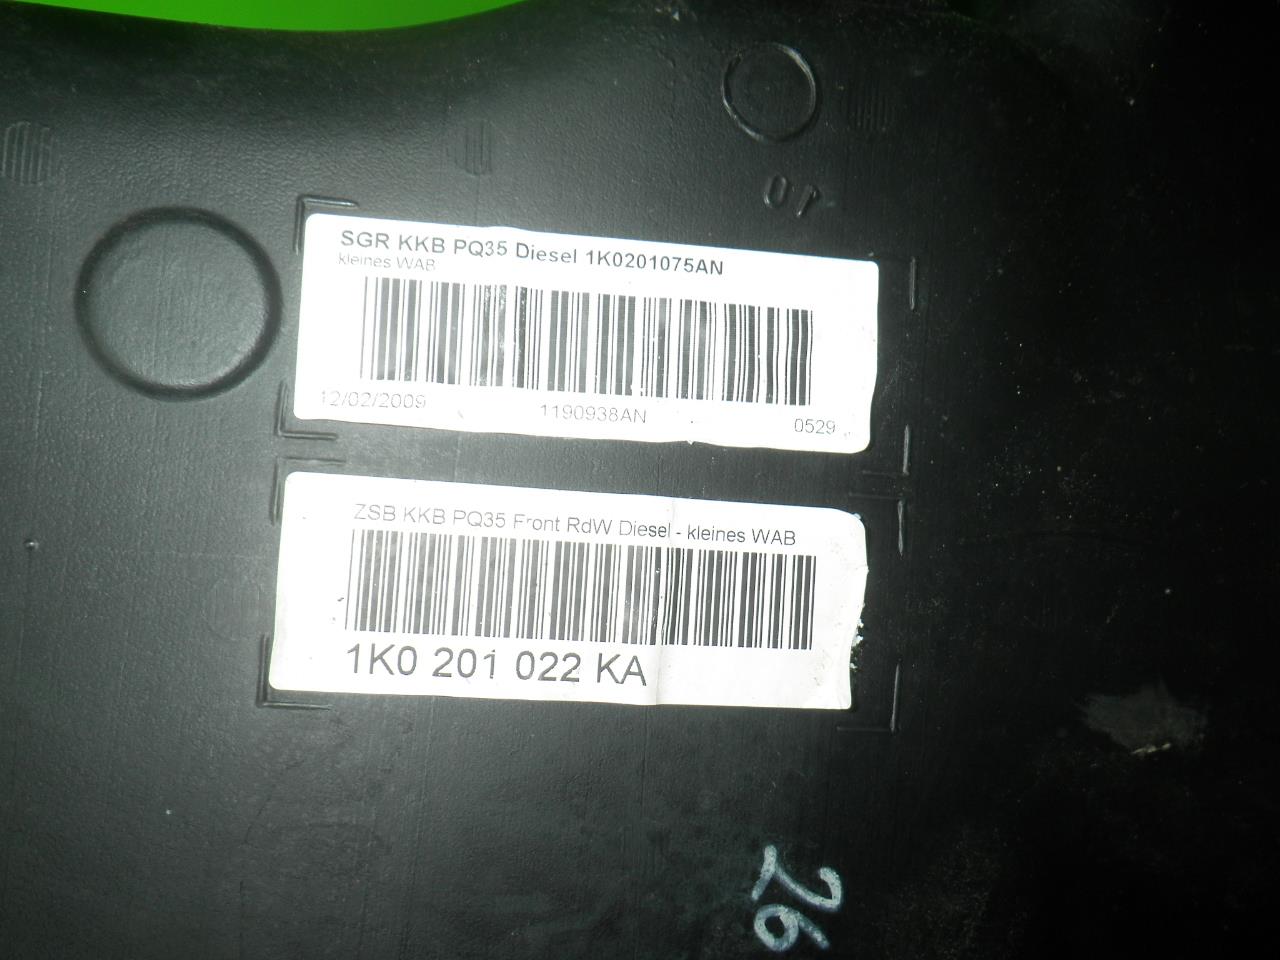 10
SGR KKB PQ35 Diesel 1K0201075AN
kleines WAB
12/02/2009 1190938AN 0529
ZSB KKB PQ35 Front RdW Diesel - kleines WAB
1K0 201 022 KA
26